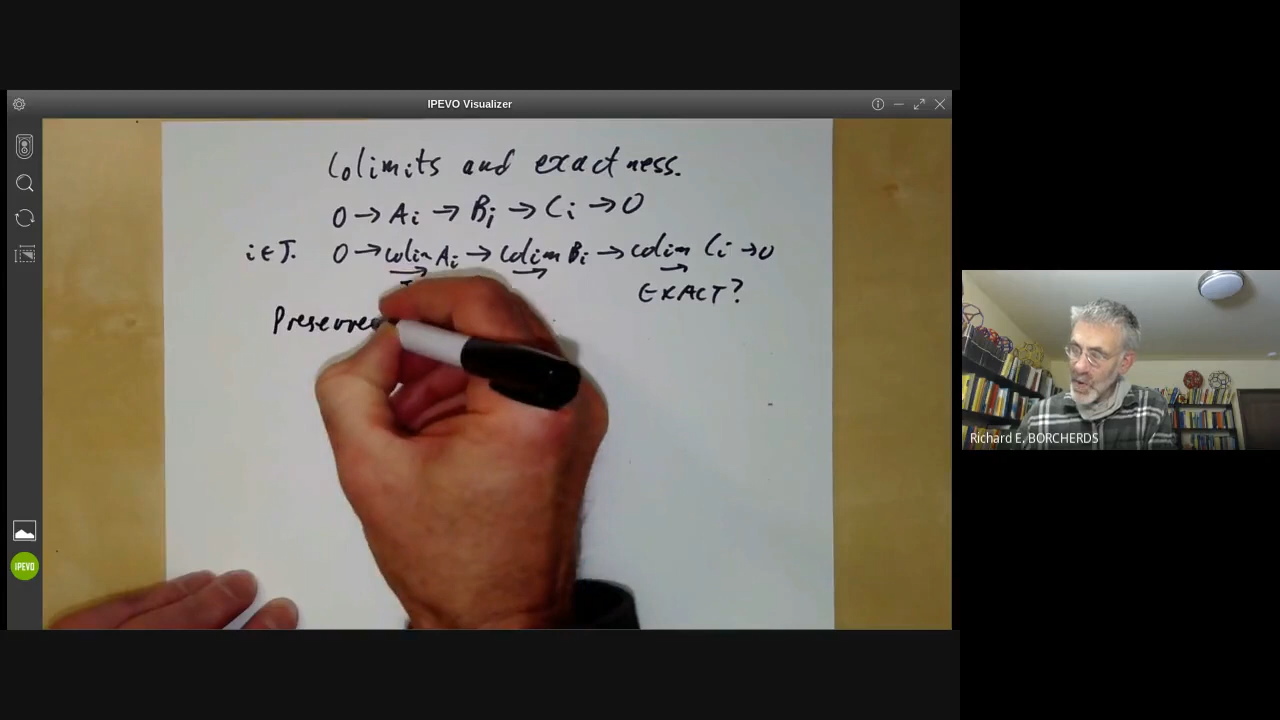 IPEVO Visualizer
Colimits and exactness.
0 → Ai → Bi → Ci → 0
i ∈ I. 0 → colim Ai → colim Bi → colim Ci → 0
→ → →
EXACT?
Preserve
IPEVO
Richard E. BORCHERDS